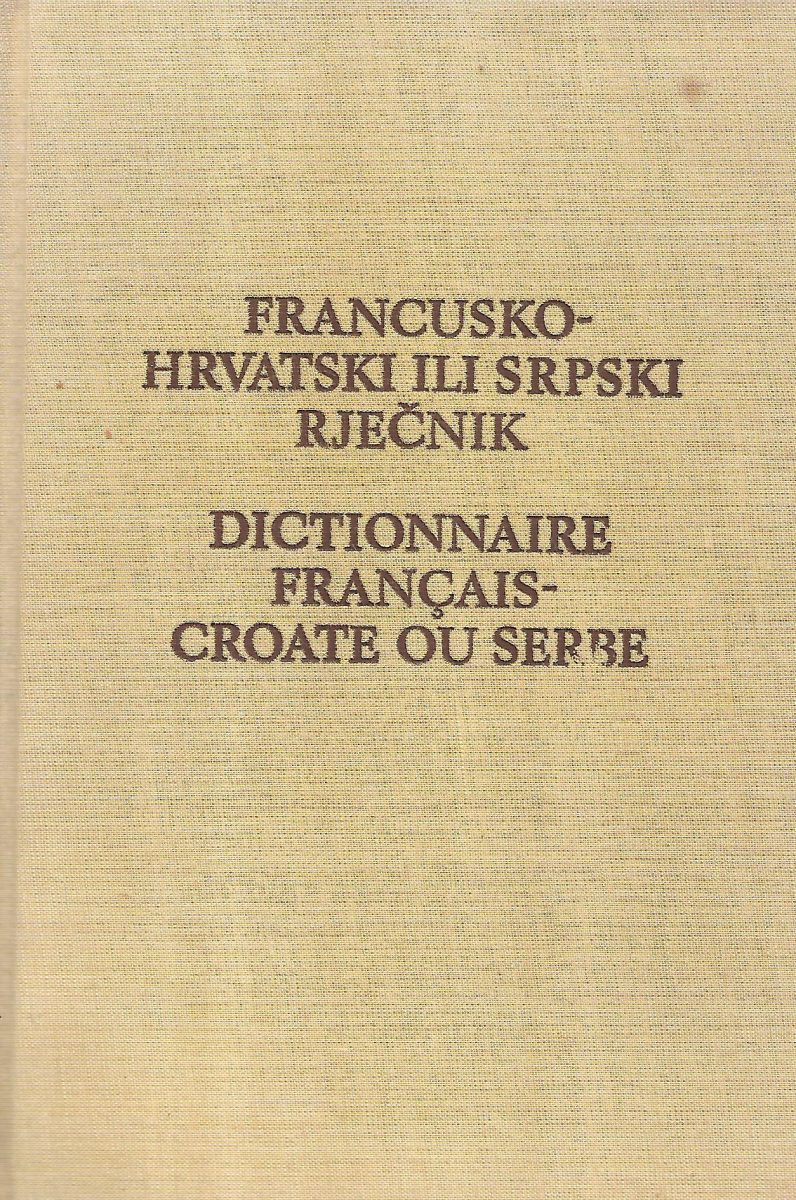 FRANCUSKO-
HRVATSKI ILI SRPSKI
RJEČNIK
DICTIONNAIRE
FRANÇAIS-
CROATE OU SERBE